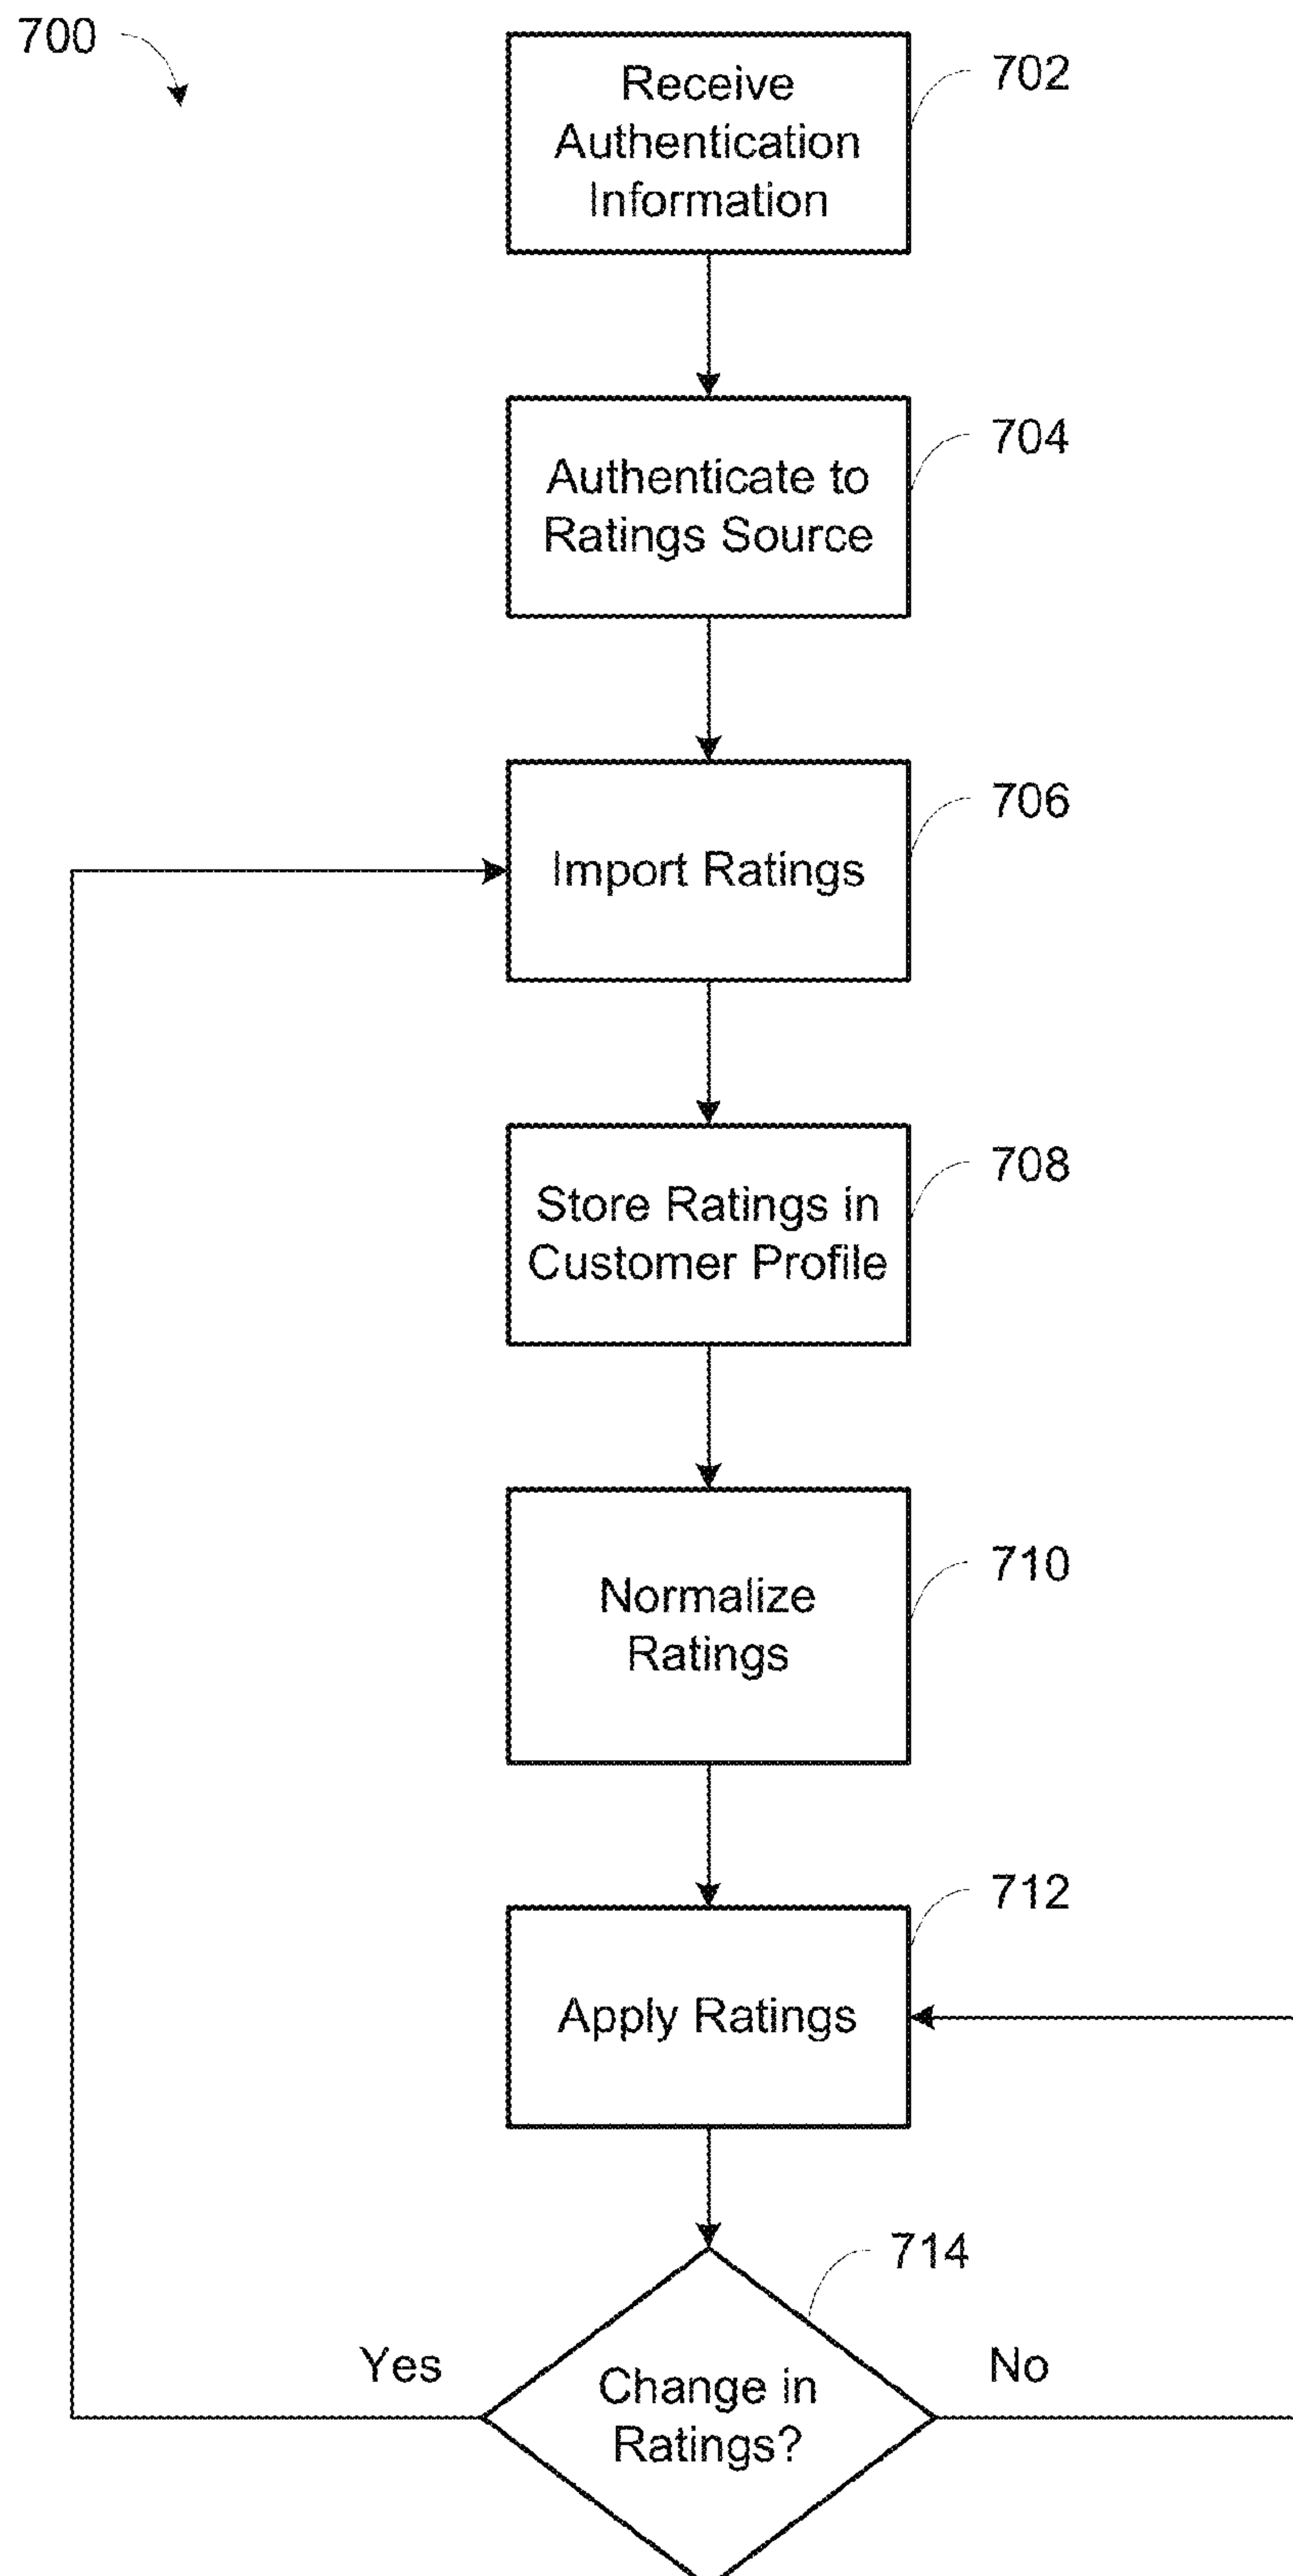 700
702
Receive
Authentication
Information
704
Authenticate to
Ratings Source
706
Import Ratings
708
Store Ratings in
Customer Profile
710
Normalize
Ratings
712
Apply Ratings
714
Yes
No
Change in
Ratings?